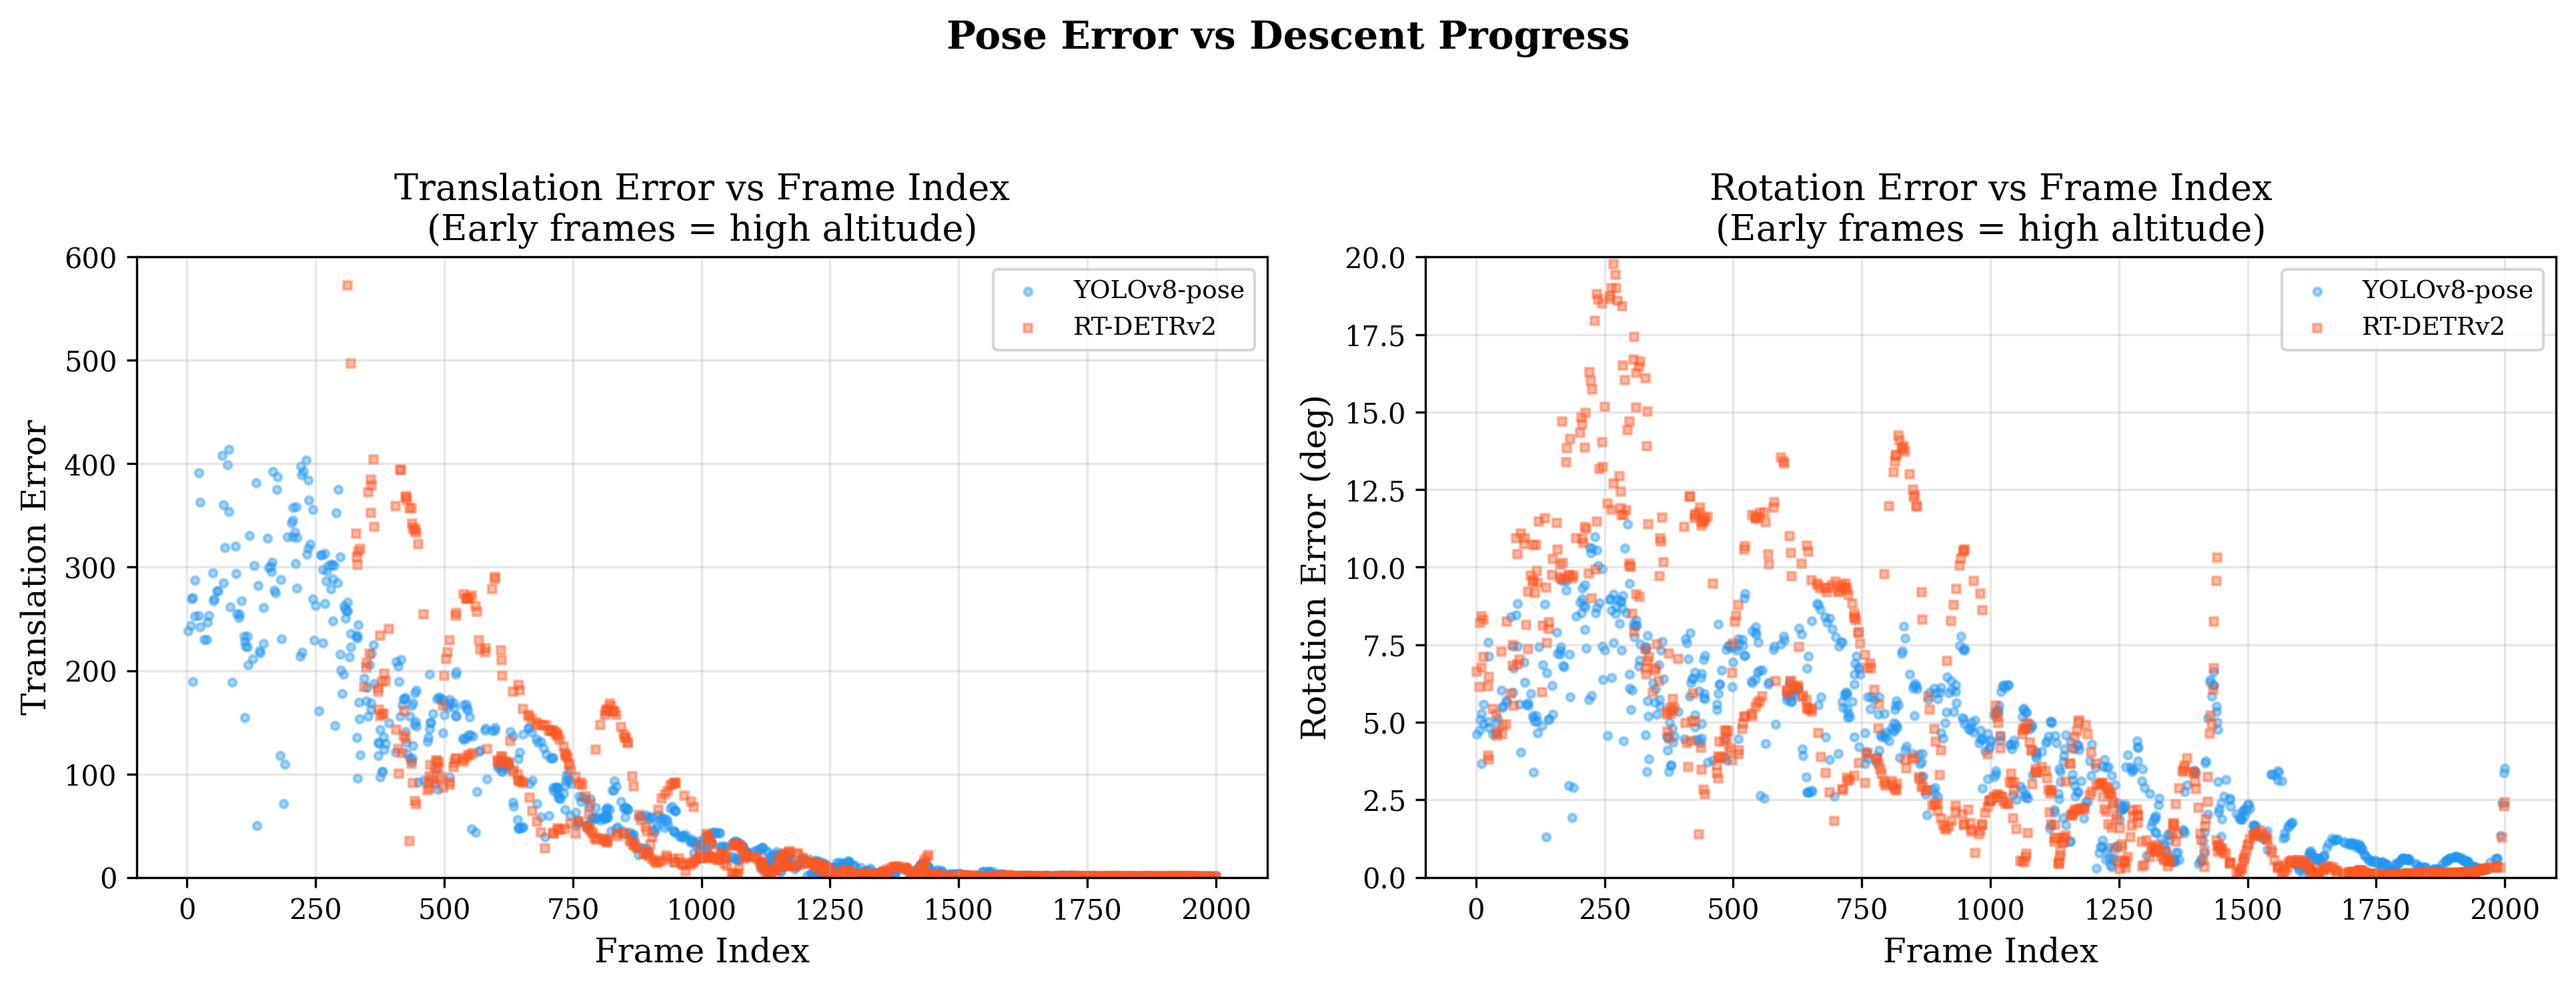 Pose Error vs Descent Progress
Translation Error vs Frame Index
(Early frames = high altitude)
600
500
400
300
200
100
0
Translation Error
0 250 500 750 1000 1250 1500 1750 2000
Frame Index
YOLOv8-pose
RT-DETRv2
Rotation Error vs Frame Index
(Early frames = high altitude)
20.0
17.5
15.0
12.5
10.0
7.5
5.0
2.5
0.0
Rotation Error (deg)
0 250 500 750 1000 1250 1500 1750 2000
Frame Index
YOLOv8-pose
RT-DETRv2